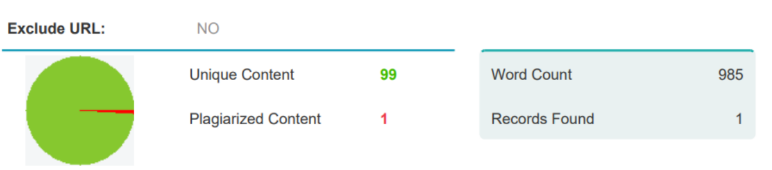 Exclude URL: NO
Unique Content 99
Plagiarized Content 1
Word Count 985
Records Found 1